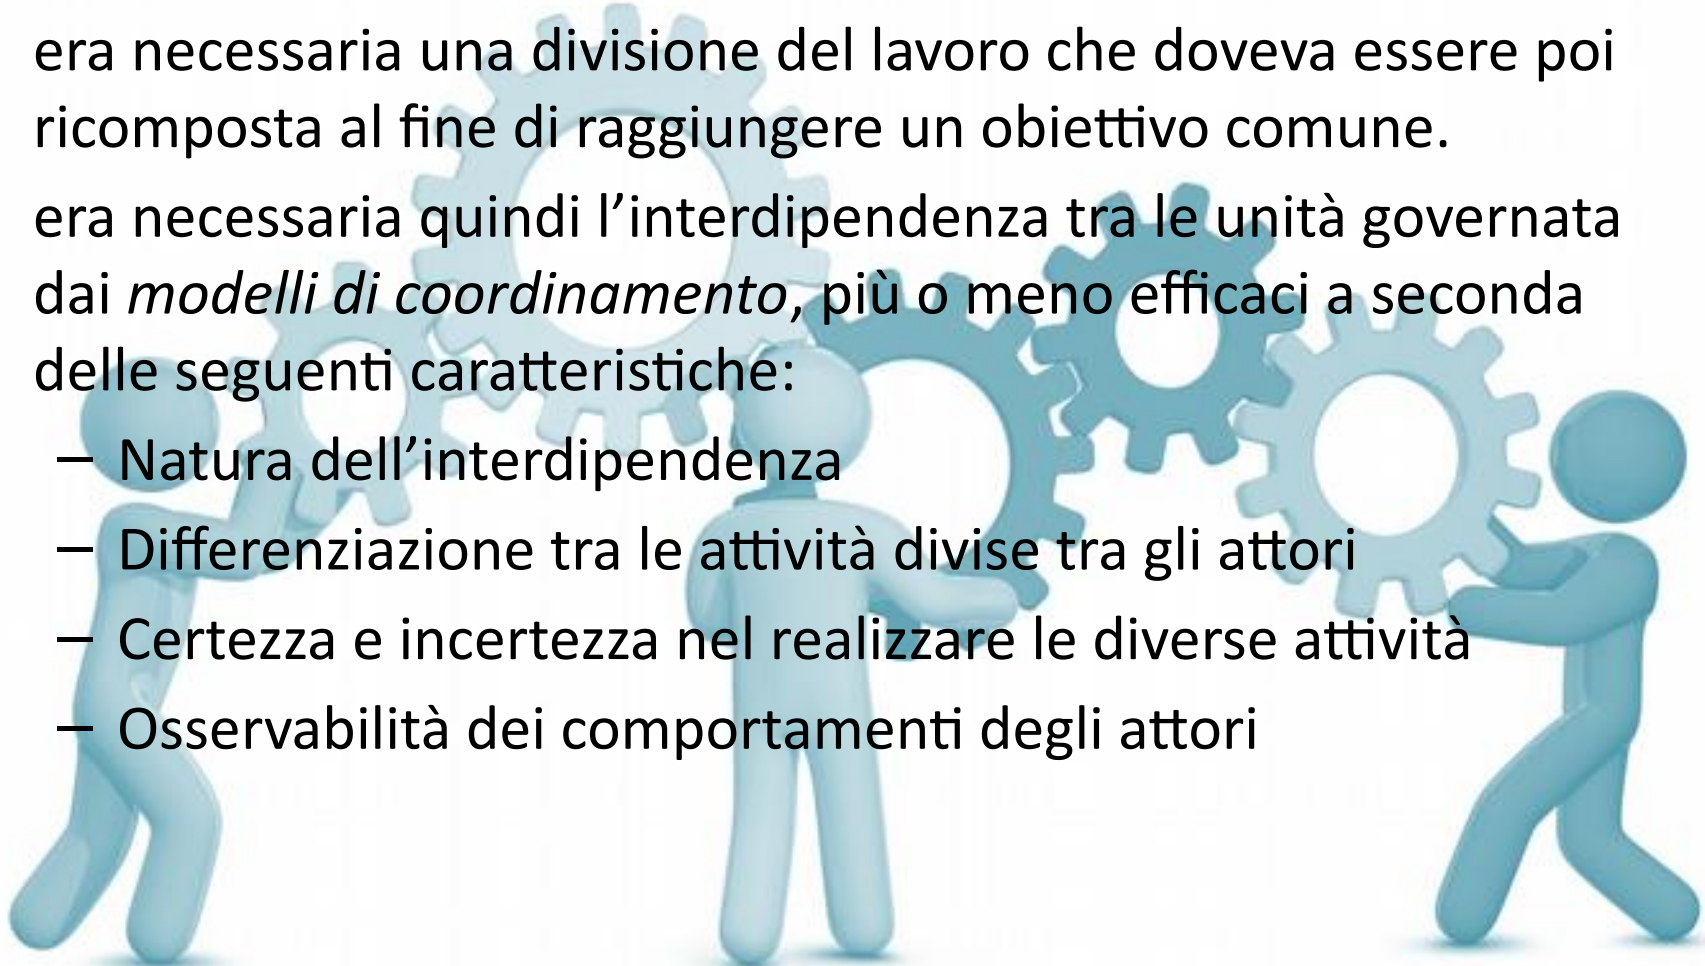 era necessaria una divisione del lavoro che doveva essere poi
ricomposta al fine di raggiungere un obiettivo comune.
era necessaria quindi l’interdipendenza tra le unità governata
dai modelli di coordinamento, più o meno efficaci a seconda
delle seguenti caratteristiche:
– Natura dell’interdipendenza
– Differenziazione tra le attività divise tra gli attori
– Certezza e incertezza nel realizzare le diverse attività
– Osservabilità dei comportamenti degli attori